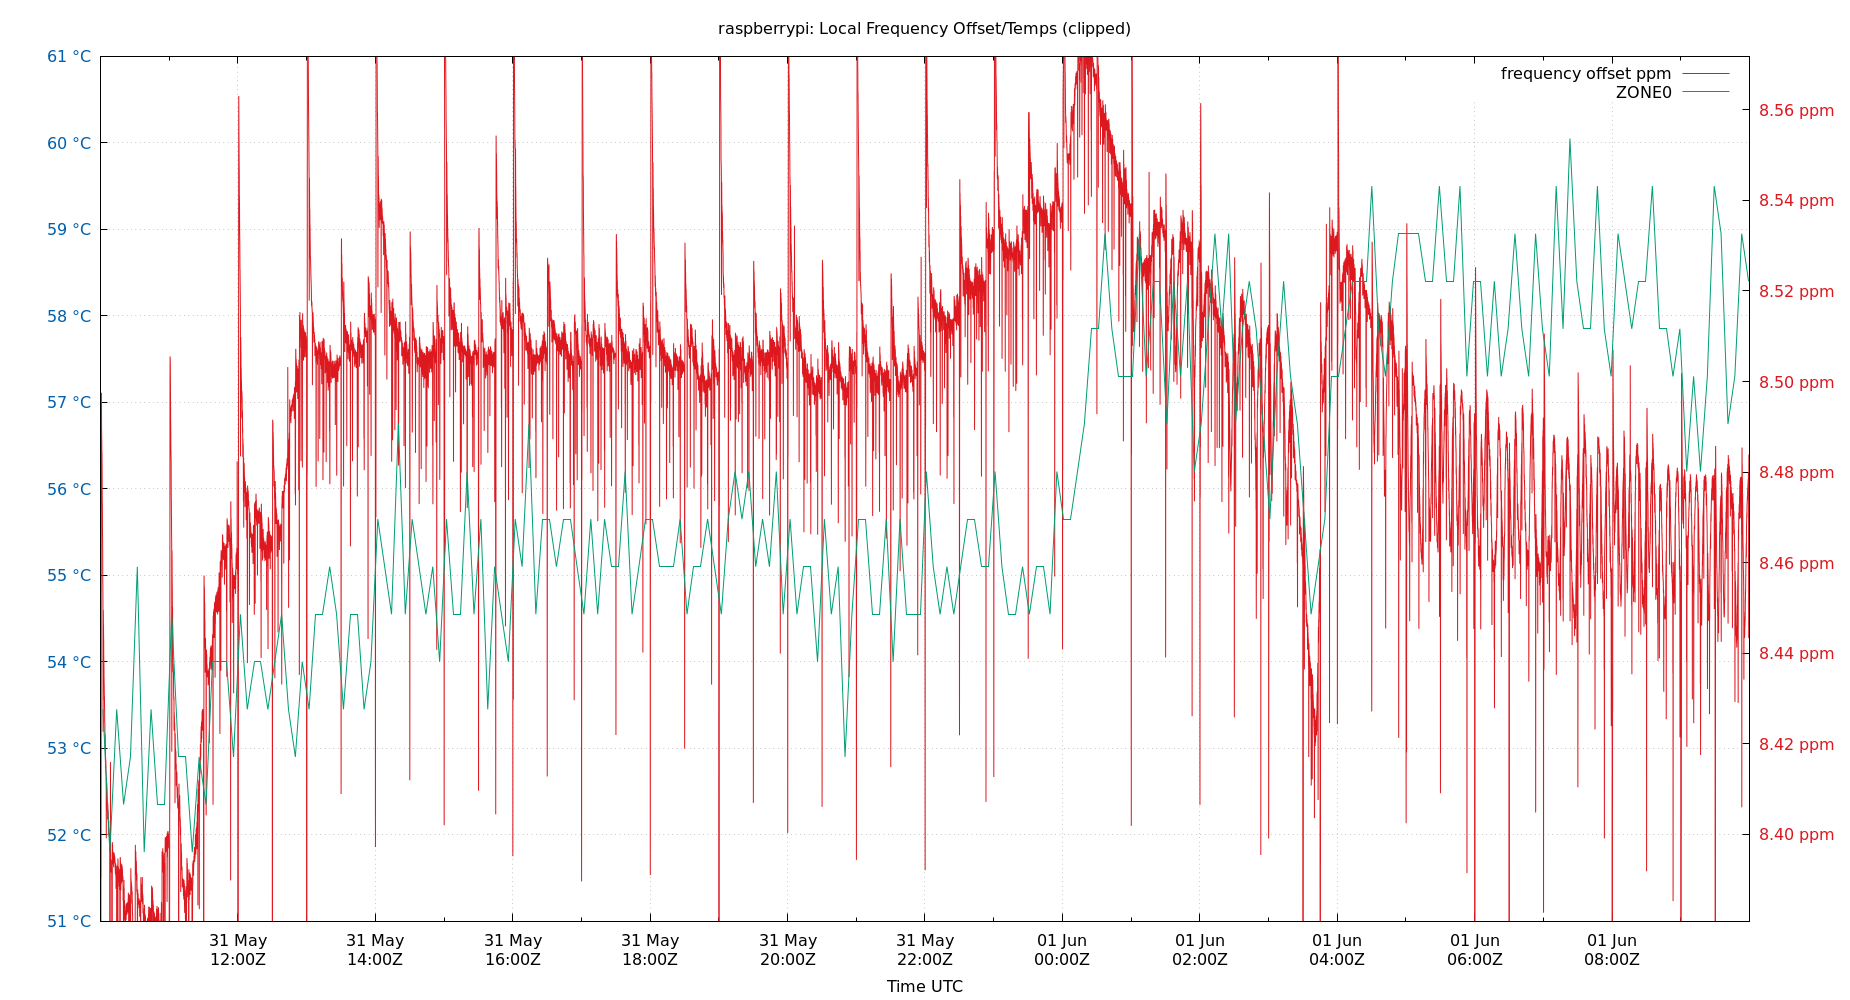 raspberrypi: Local Frequency Offset/Temps (clipped)
61 °C
60 °C
59 °C
58 °C
57 °C
56 °C
55 °C
54 °C
53 °C
52 °C
51 °C
frequency offset ppm
ZONE0
8.56 ppm
8.54 ppm
8.52 ppm
8.50 ppm
8.48 ppm
8.46 ppm
8.44 ppm
8.42 ppm
8.40 ppm
31 May
12:00Z
31 May
14:00Z
31 May
16:00Z
31 May
18:00Z
31 May
20:00Z
31 May
22:00Z
01 Jun
00:00Z
01 Jun
02:00Z
01 Jun
04:00Z
01 Jun
06:00Z
01 Jun
08:00Z
Time UTC